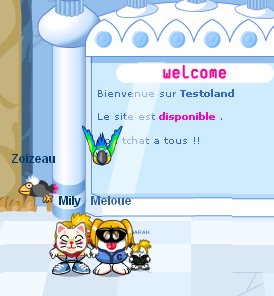 welcome
Bienvenue sur Testoland
Le site est disponible .
tchat a tous !!
Zoizeau
Mily Meloue